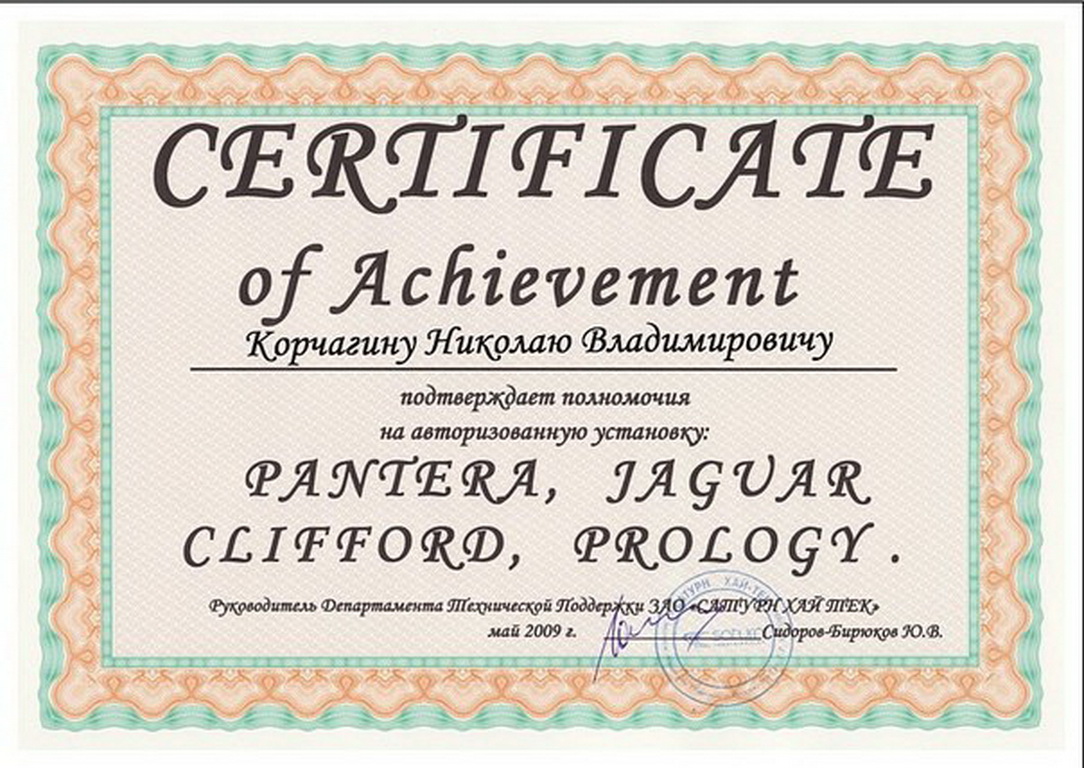 CERTIFICATE
of Achievement
Корчагину Николаю Владимировичу
подтверждает полномочия
на авторизованную установку:
PANTERA, JAGUAR
CLIFFORD, PROLOGY .
Руководитель Департамента Технической Поддержки ЗАО «САТУРН ХАЙ ТЕК»
май 2009 г. Сидоров-Бирюков Ю.В.